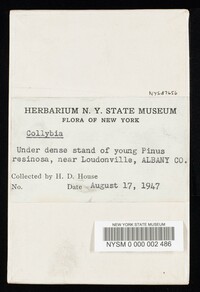 HERBARIUM N. Y. STATE MUSEUM
FLORA OF NEW YORK
Collybia
Under dense stand of young Pinus
resinosa, near Loudonville, ALBANY CO.
Collected by H. D. House
No. Date August 17, 1947
NEW YORK STATE MUSEUM
NYSM 0 000 002 486